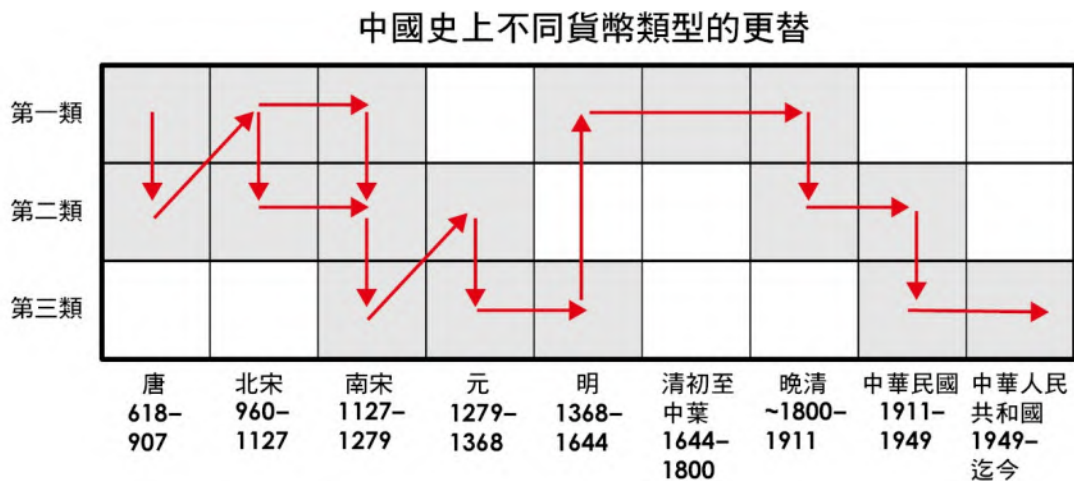 中國史上不同貨幣類型的更替
第一類
第二類
第三類
唐
618–
907
北宋
960–
1127
南宋
1127–
1279
元
1279–
1368
明
1368–
1644
清初至
中葉
1644–
1800
晚清
~1800–
1911
中華民國
1911–
1949
中華人民
共和國
1949–
迄今